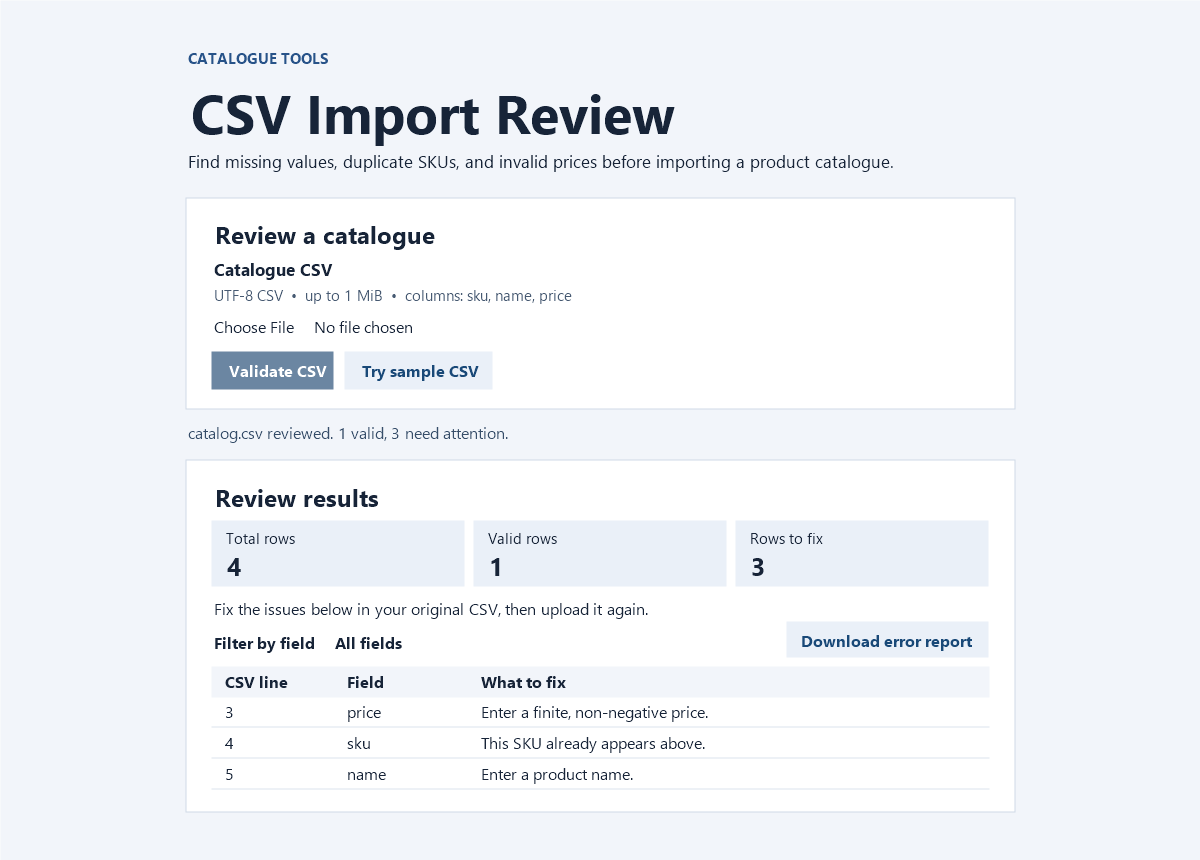 CATALOGUE TOOLS
CSV Import Review
Find missing values, duplicate SKUs, and invalid prices before importing a product catalogue.
Review a catalogue
Catalogue CSV
UTF-8 CSV • up to 1 MiB • columns: sku, name, price
Choose File No file chosen
Validate CSV Try sample CSV
catalog.csv reviewed. 1 valid, 3 need attention.
Review results
Total rows Valid rows Rows to fix
4 1 3
Fix the issues below in your original CSV, then upload it again.
Filter by field All fields Download error report
CSV line Field What to fix
3 price Enter a finite, non-negative price.
4 sku This SKU already appears above.
5 name Enter a product name.